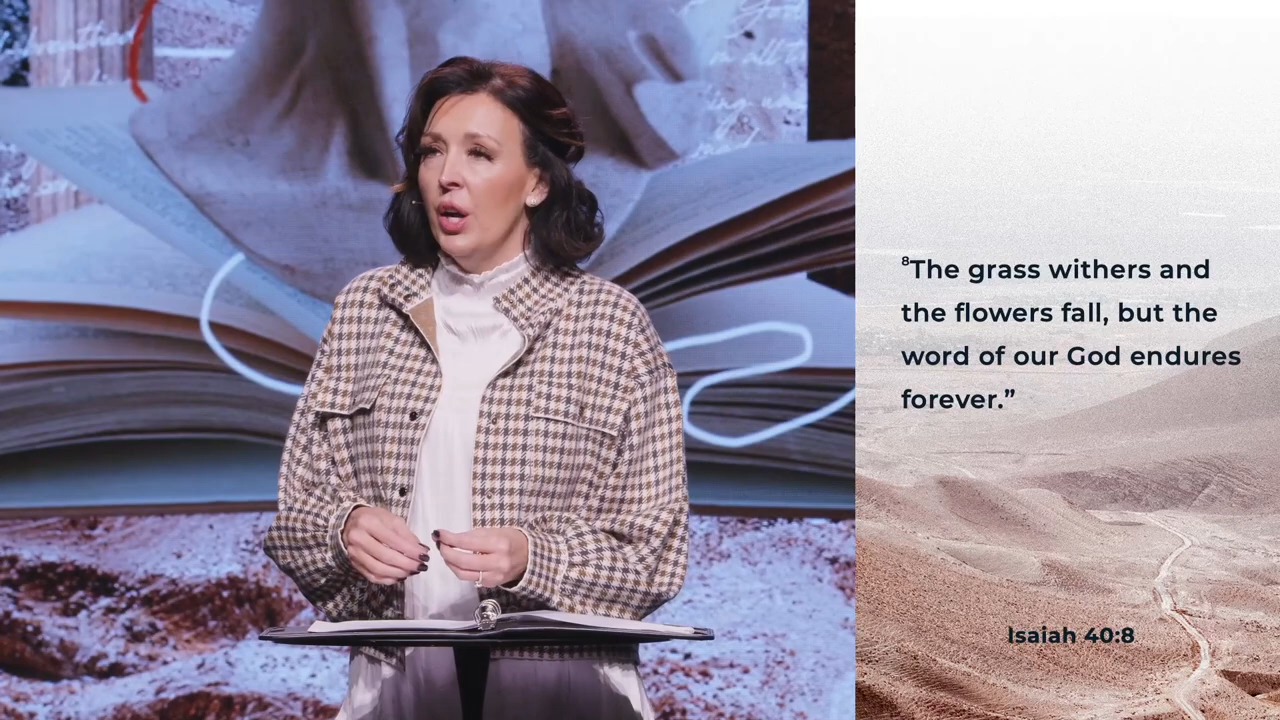 ⁸The grass withers and
the flowers fall, but the
word of our God endures
forever.”
Isaiah 40:8